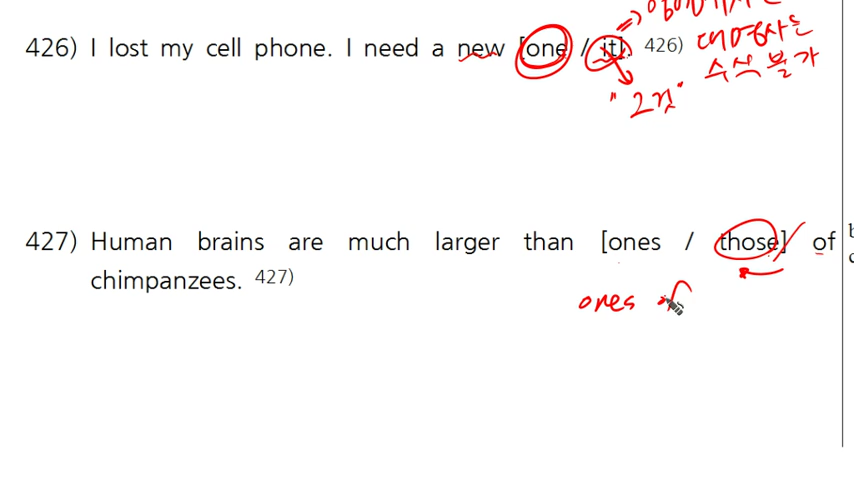 426) I lost my cell phone. I need a new [one / it]. 426)
대명사는
수식 불가
"그것"
427) Human brains are much larger than [ones / those] of
chimpanzees. 427)
ones of